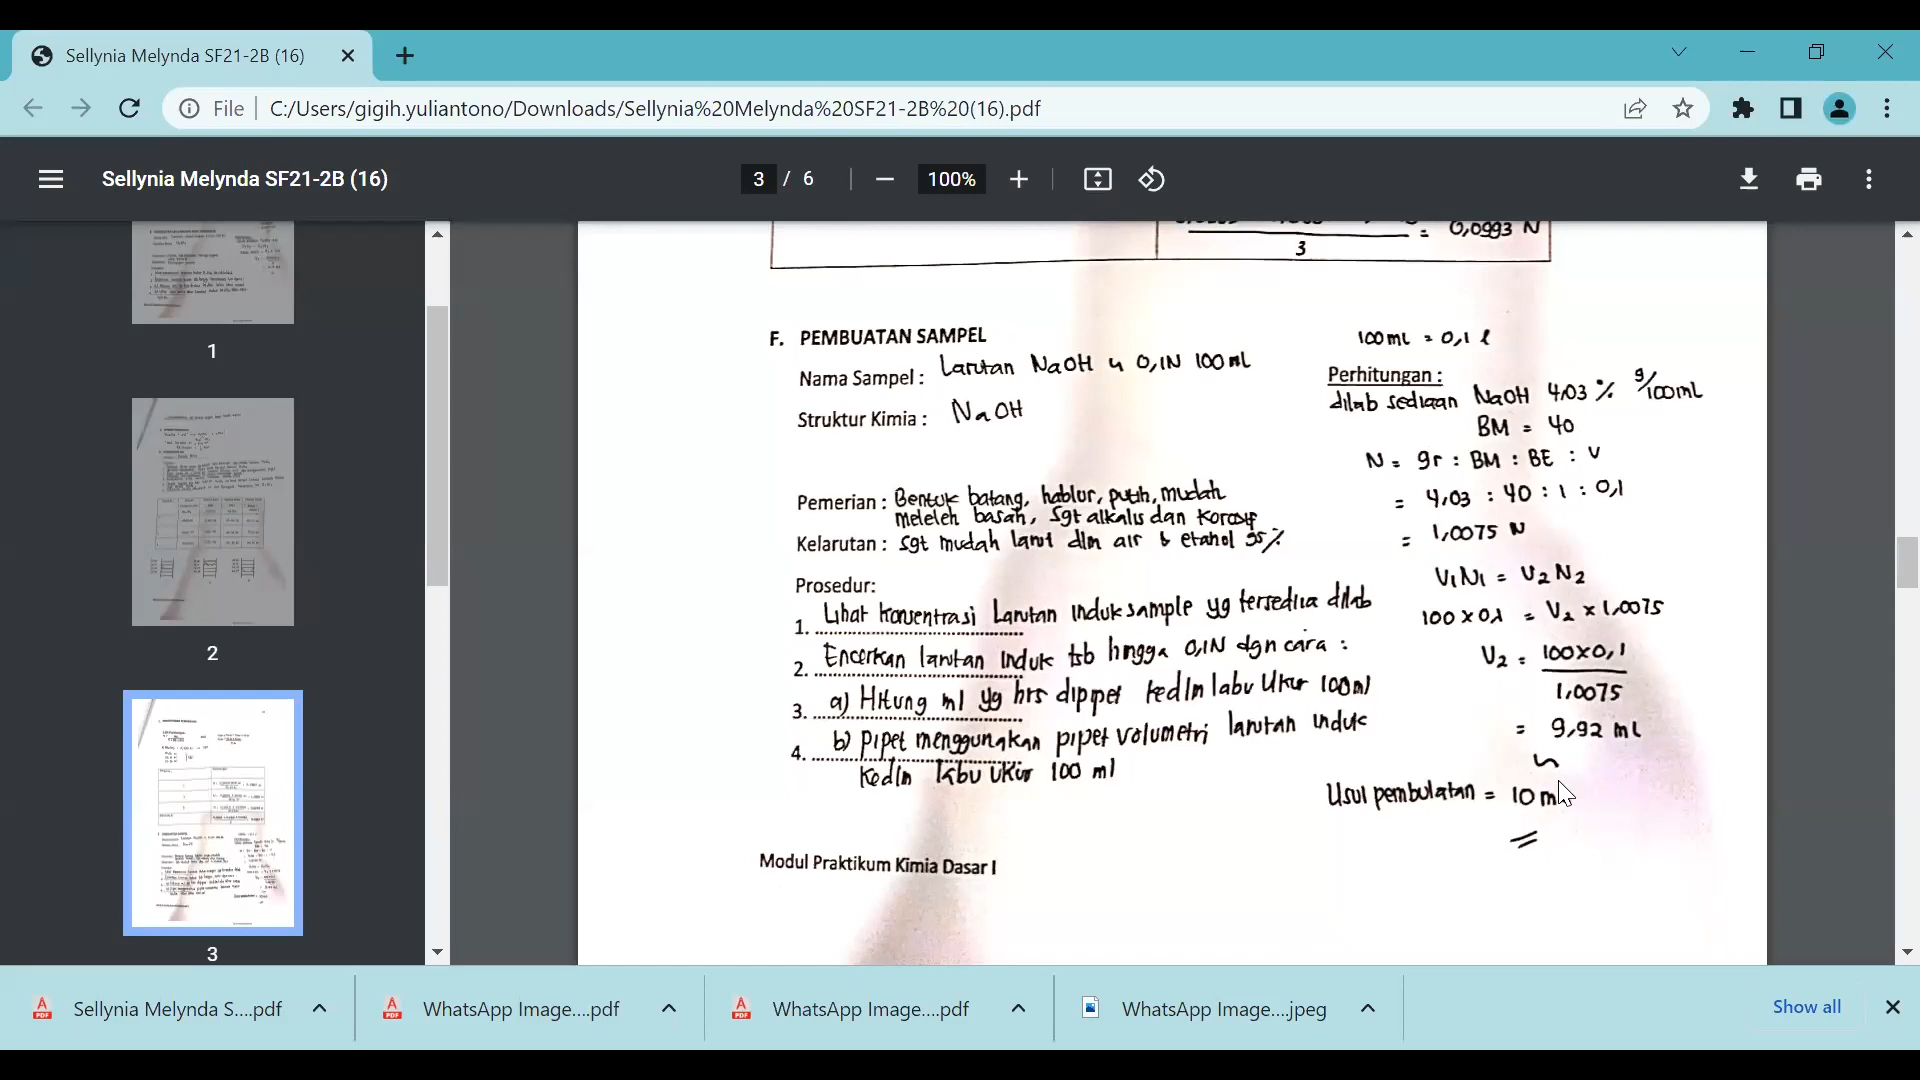 Sellynia Melynda SF21-2B (16)
File C:/Users/gigih.yuliantono/Downloads/Sellynia%20Melynda%20SF21-2B%20(16).pdf
Sellynia Melynda SF21-2B (16)
3 / 6
100%
1
2
3
3
= 0,0993 N
F. PEMBUATAN SAMPEL
Nama Sampel : Larutan NaOH 0,1N 100 ml
Struktur Kimia : NaOH
Pemerian : Bentuk batang, hablur, putih, mudah
meleleh basah, sgt alkalis dan korosif
Kelarutan : sgt mudah larut dlm air & etanol 95%
Prosedur:
1. Lihat konsentrasi Larutan induk sample yg tersedia dilab
2. Encerkan larutan induk tsb hingga 0,1N dgn cara :
3. a) Hitung ml yg hrs dipipet kedlm labu Ukur 100ml
4. b) Pipet menggunakan pipet volumetri larutan induk
kedlm labu ukur 100 ml
100 ml = 0,1 l
Perhitungan :
dilab sediaan NaOH 4,03 % g/100ml
BM = 40
N = gr : BM : BE : V
= 4,03 : 40 : 1 : 0,1
= 1,0075 N
V1N1 = V2N2
100 x 0,1 = V2 x 1,0075
V2 = 100x0,1
1,0075
= 9,92 ml
Usul pembulatan = 10 ml
Modul Praktikum Kimia Dasar I
Sellynia Melynda S....pdf
WhatsApp Image....pdf
WhatsApp Image....pdf
WhatsApp Image....jpeg
Show all